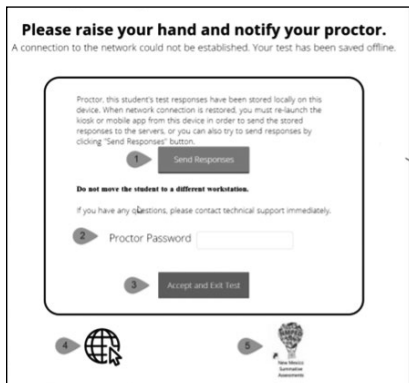 Please raise your hand and notify your proctor.
A connection to the network could not be established. Your test has been saved offline.
Proctor, this student's test responses have been stored locally on this
device. When network connection is restored, you must re-launch the
kiosk or mobile app from this device in order to send the stored
responses to the servers, or you can also try to send responses by
clicking "Send Responses" button.
1 Send Responses
Do not move the student to a different workstation.
If you have any questions, please contact technical support immediately.
2 Proctor Password
3 Accept and Exit Test
4 5
New Mexico
Summative
Assessments